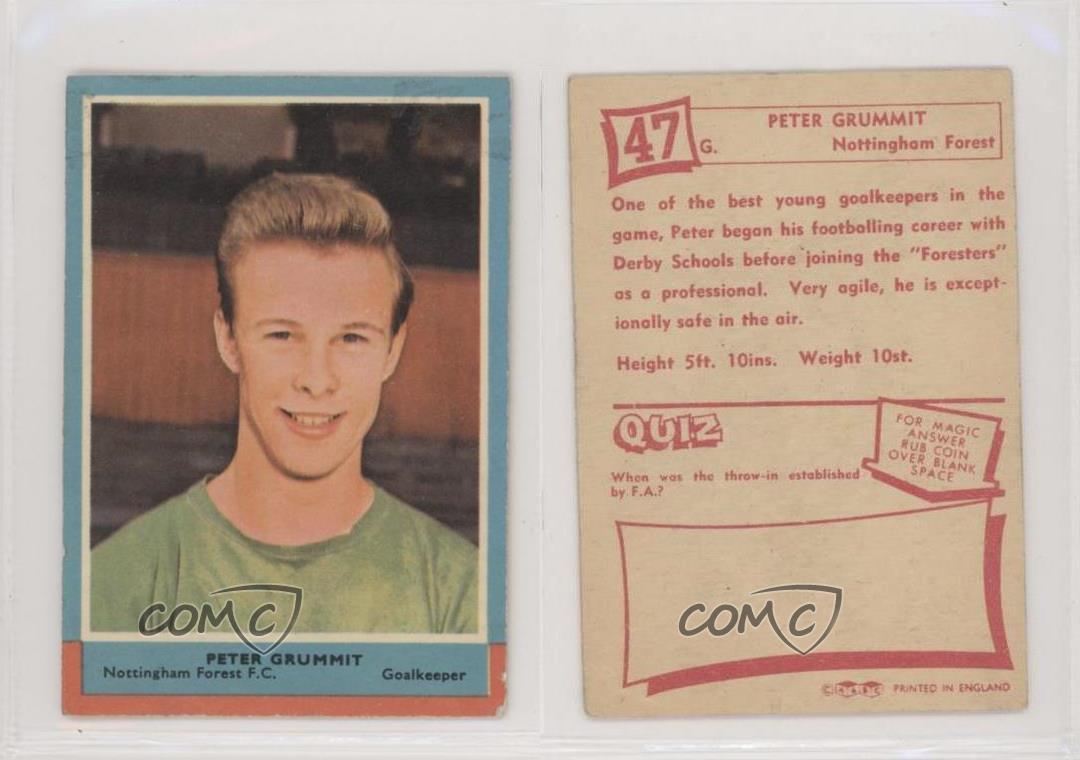 PETER GRUMMIT
Nottingham Forest F.C. Goalkeeper
COMC
47
G.
PETER GRUMMIT
Nottingham Forest
One of the best young goalkeepers in the
game, Peter began his footballing career with
Derby Schools before joining the "Foresters"
as a professional. Very agile, he is except-
ionally safe in the air.
Height 5ft. 10ins. Weight 10st.
QUIZ
FOR MAGIC
ANSWER
RUB COIN
OVER BLANK
SPACE
When was the throw-in established
by F.A.?
COMC
PRINTED IN ENGLAND